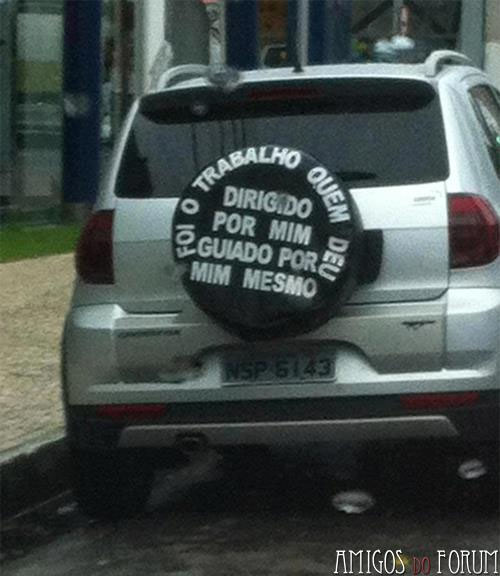 FOI O TRABALHO QUEM DEU
DIRIGIDO
POR MIM
GUIADO POR
MIM MESMO
NSP 6143
AMIGOS DO FORUM